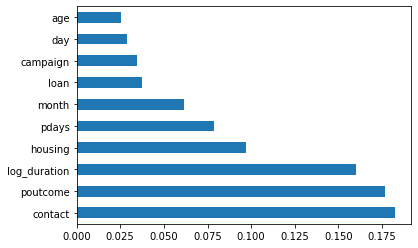 age
day
campaign
loan
month
pdays
housing
log_duration
poutcome
contact
0.000 0.025 0.050 0.075 0.100 0.125 0.150 0.175